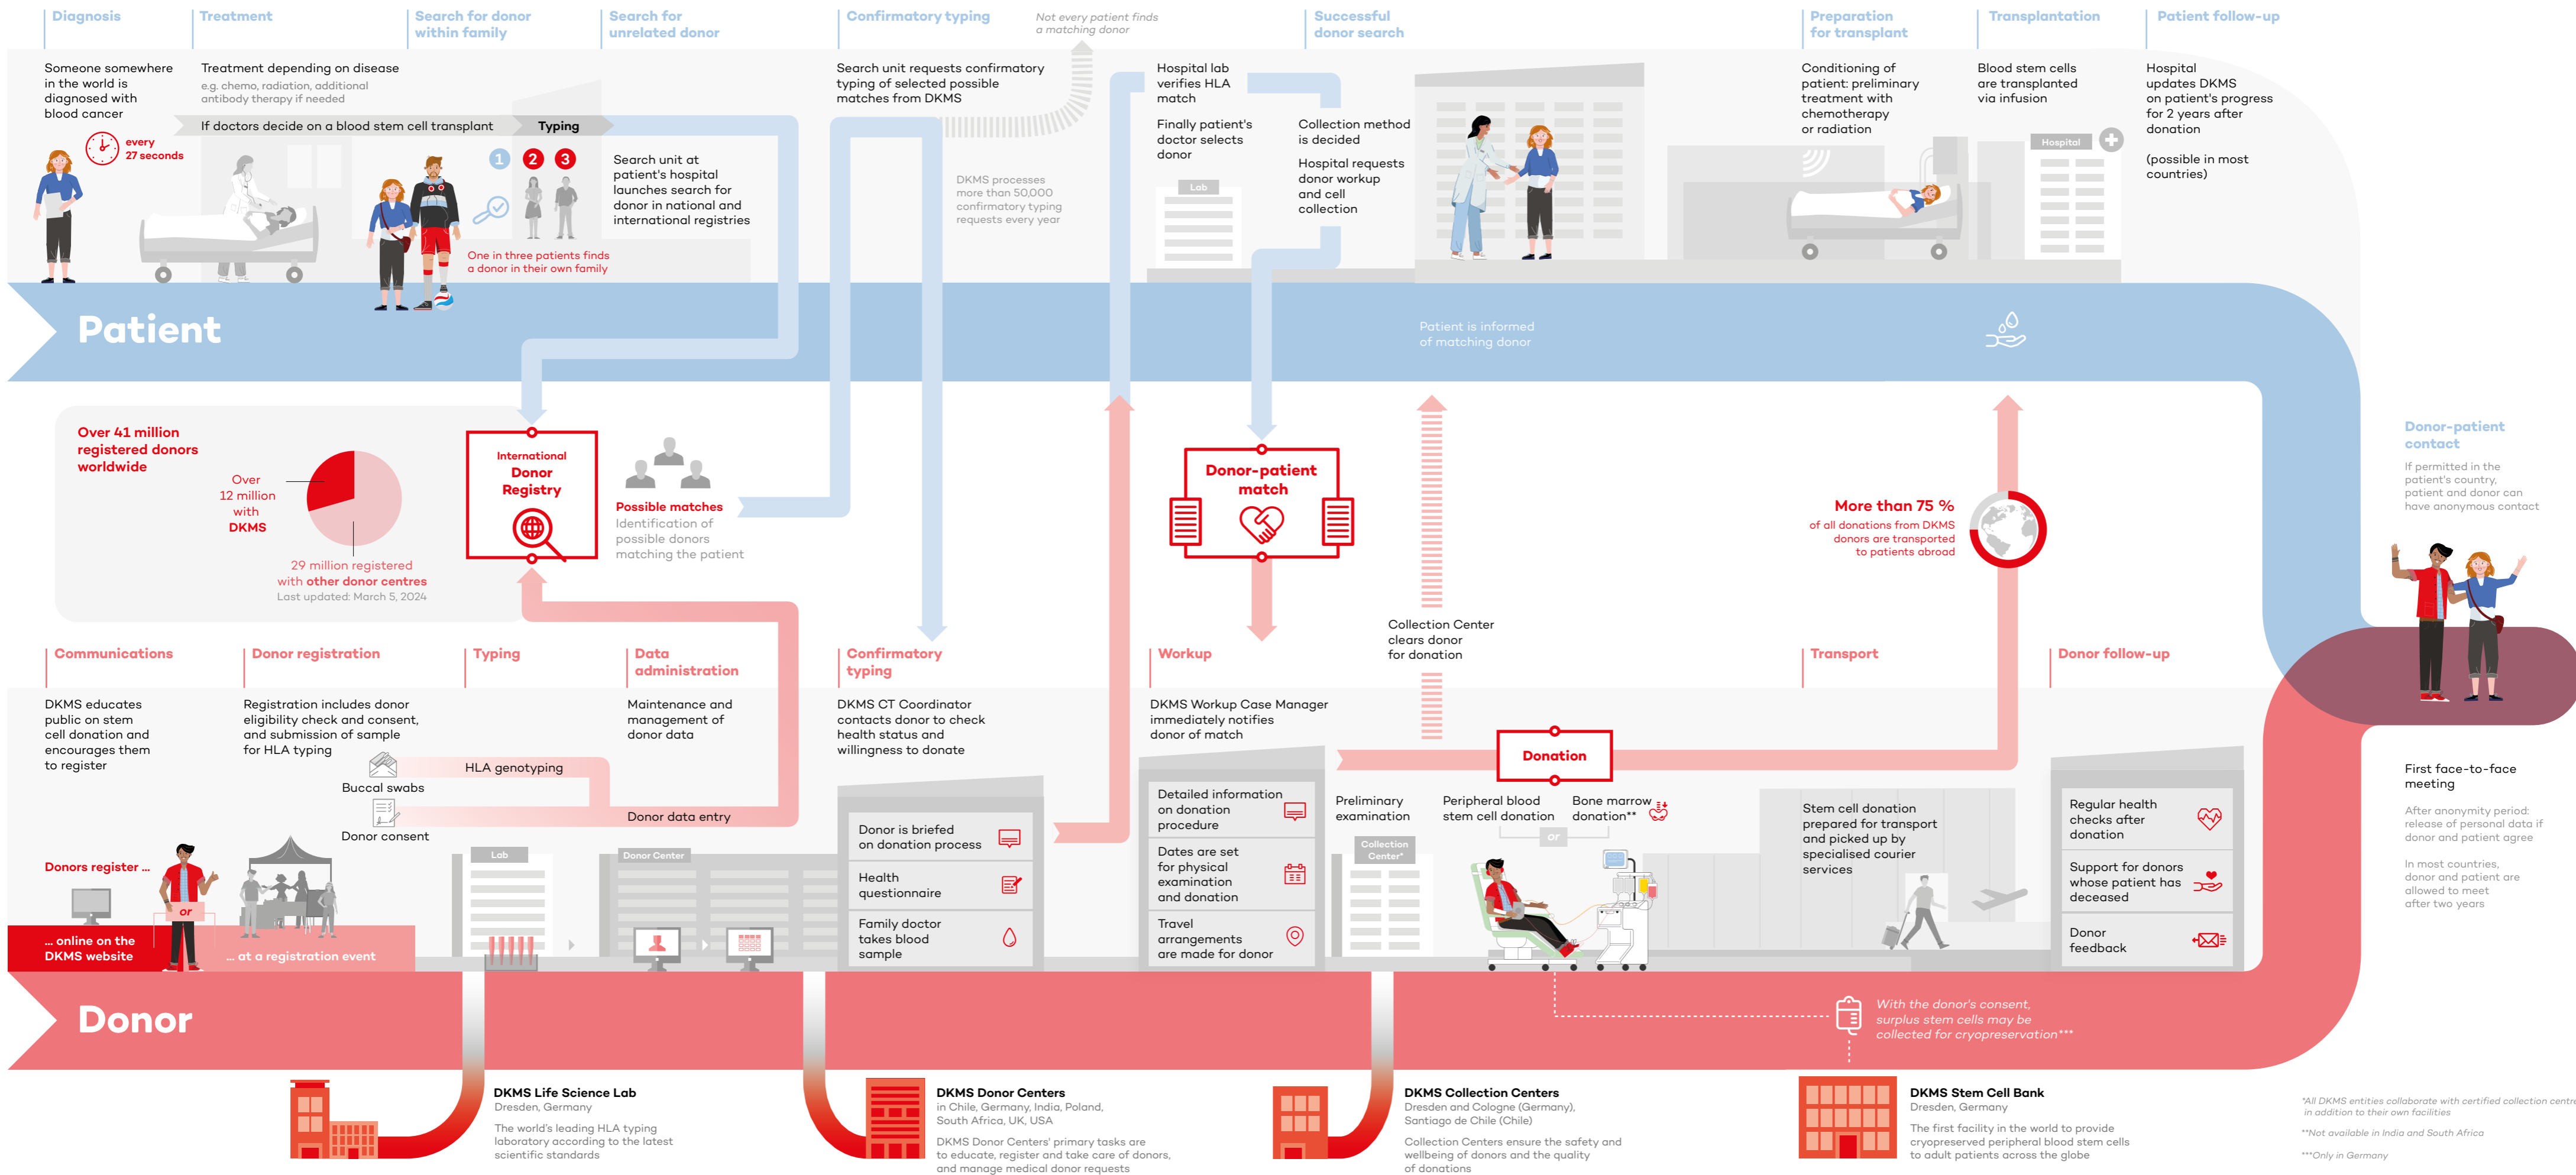 Diagnosis
Someone somewhere
in the world is
diagnosed with
blood cancer
every
27 seconds
Treatment
Treatment depending on disease
e.g. chemo, radiation, additional
antibody therapy if needed
If doctors decide on a blood stem cell transplant
Typing
Search for donor
within family
1
2
3
One in three patients finds
a donor in their own family
Search for
unrelated donor
Search unit at
patient's hospital
launches search for
donor in national and
international registries
Confirmatory typing
Search unit requests confirmatory
typing of selected possible
matches from DKMS
Not every patient finds
a matching donor
DKMS processes
more than 50,000
confirmatory typing
requests every year
Hospital lab
verifies HLA
match
Finally patient's
doctor selects
donor
Lab
Successful
donor search
Collection method
is decided
Hospital requests
donor workup
and cell
collection
Preparation
for transplant
Conditioning of
patient: preliminary
treatment with
chemotherapy
or radiation
Transplantation
Blood stem cells
are transplanted
via infusion
Hospital
Patient follow-up
Hospital
updates DKMS
on patient's progress
for 2 years after
donation
(possible in most
countries)
Patient
Patient is informed
of matching donor
Over 41 million
registered donors
worldwide
Over
12 million
with
DKMS
29 million registered
with other donor centres
Last updated: March 5, 2024
International
Donor
Registry
Possible matches
Identification of
possible donors
matching the patient
Donor-patient
match
Collection Center
clears donor
for donation
More than 75 %
of all donations from DKMS
donors are transported
to patients abroad
Donor-patient
contact
If permitted in the
patient's country,
patient and donor can
have anonymous contact
First face-to-face
meeting
After anonymity period:
release of personal data if
donor and patient agree
In most countries,
donor and patient are
allowed to meet
after two years
Communications
DKMS educates
public on stem
cell donation and
encourages them
to register
Donors register ...
or
... online on the
DKMS website
... at a registration event
Donor registration
Registration includes donor
eligibility check and consent,
and submission of sample
for HLA typing
Buccal swabs
Donor consent
Typing
HLA genotyping
Lab
Data
administration
Maintenance and
management of
donor data
Donor data entry
Donor Center
Confirmatory
typing
DKMS CT Coordinator
contacts donor to check
health status and
willingness to donate
Donor is briefed
on donation process
Health
questionnaire
Family doctor
takes blood
sample
Workup
DKMS Workup Case Manager
immediately notifies
donor of match
Detailed information
on donation
procedure
Dates are set
for physical
examination
and donation
Travel
arrangements
are made for donor
Donation
Preliminary
examination
Collection
Center*
Peripheral blood
stem cell donation
or
Bone marrow
donation**
Transport
Stem cell donation
prepared for transport
and picked up by
specialised courier
services
Donor follow-up
Regular health
checks after
donation
Support for donors
whose patient has
deceased
Donor
feedback
Donor
With the donor's consent,
surplus stem cells may be
collected for cryopreservation***
DKMS Life Science Lab
Dresden, Germany
The world's leading HLA typing
laboratory according to the latest
scientific standards
DKMS Donor Centers
in Chile, Germany, India, Poland,
South Africa, UK, USA
DKMS Donor Centers' primary tasks are
to educate, register and take care of donors,
and manage medical donor requests
DKMS Collection Centers
Dresden and Cologne (Germany),
Santiago de Chile (Chile)
Collection Centers ensure the safety and
wellbeing of donors and the quality
of donations
DKMS Stem Cell Bank
Dresden, Germany
The first facility in the world to provide
cryopreserved peripheral blood stem cells
to adult patients across the globe
*All DKMS entities collaborate with certified collection centre
in addition to their own facilities
**Not available in India and South Africa
***Only in Germany